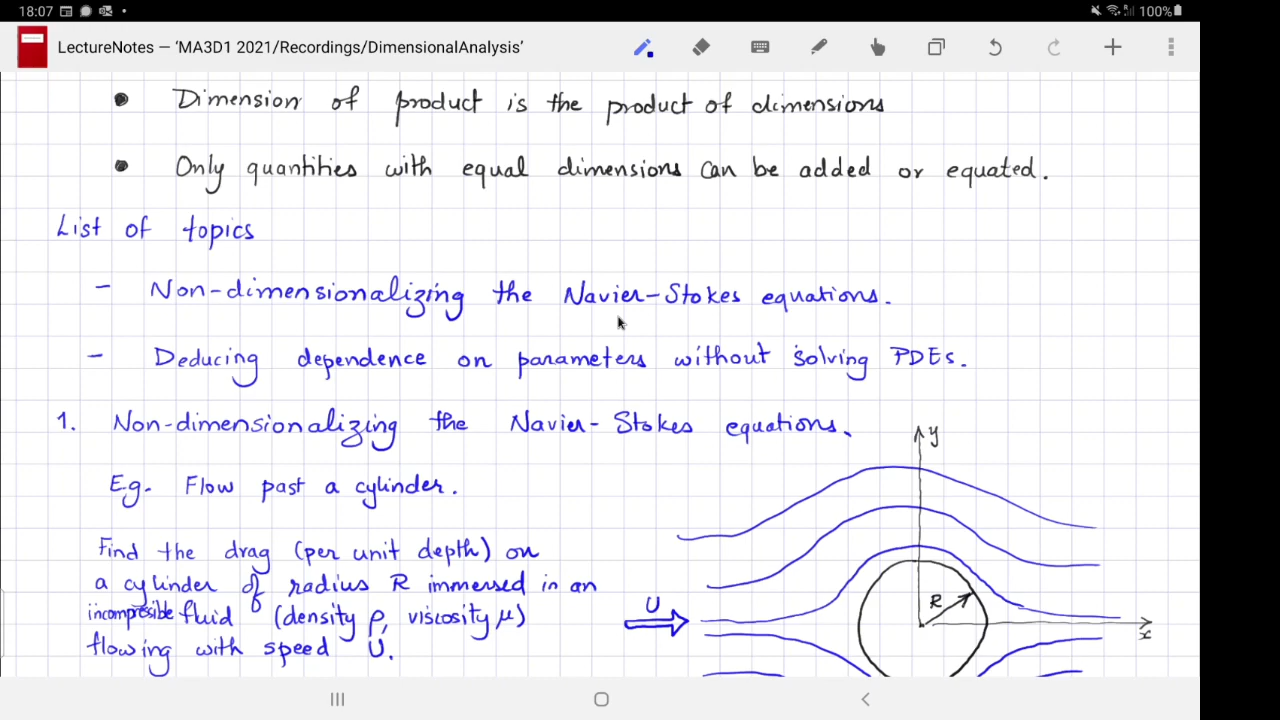 18:07 100%
LectureNotes — ‘MA3D1 2021/Recordings/DimensionalAnalysis’
• Dimension of product is the product of dimensions
• Only quantities with equal dimensions can be added or equated.
List of topics
- Non-dimensionalizing the Navier-Stokes equations.
- Deducing dependence on parameters without solving PDEs.
1. Non-dimensionalizing the Navier-Stokes equations.
y
E.g. Flow past a cylinder.
Find the drag (per unit depth) on
a cylinder of radius R immersed in an
incompressible fluid (density ρ, viscosity μ)
flowing with speed U.
U
R
x